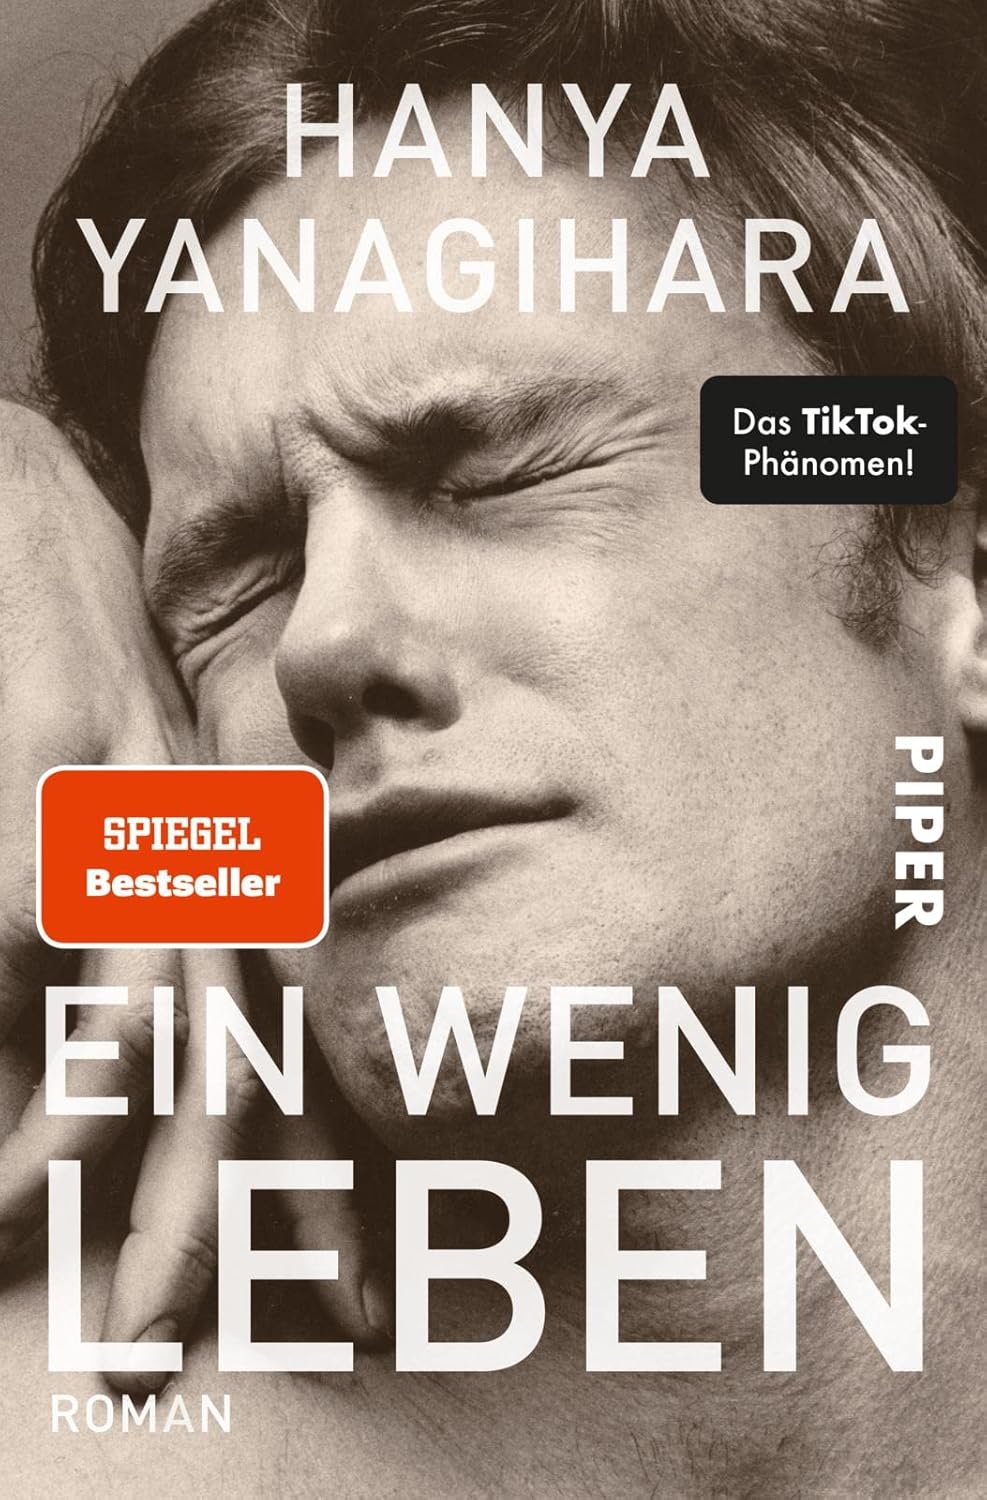 HANYA
YANAGIHARA
Das TikTok-
Phänomen!
PIPER
SPIEGEL
Bestseller
EIN WENIG
LEBEN
ROMAN